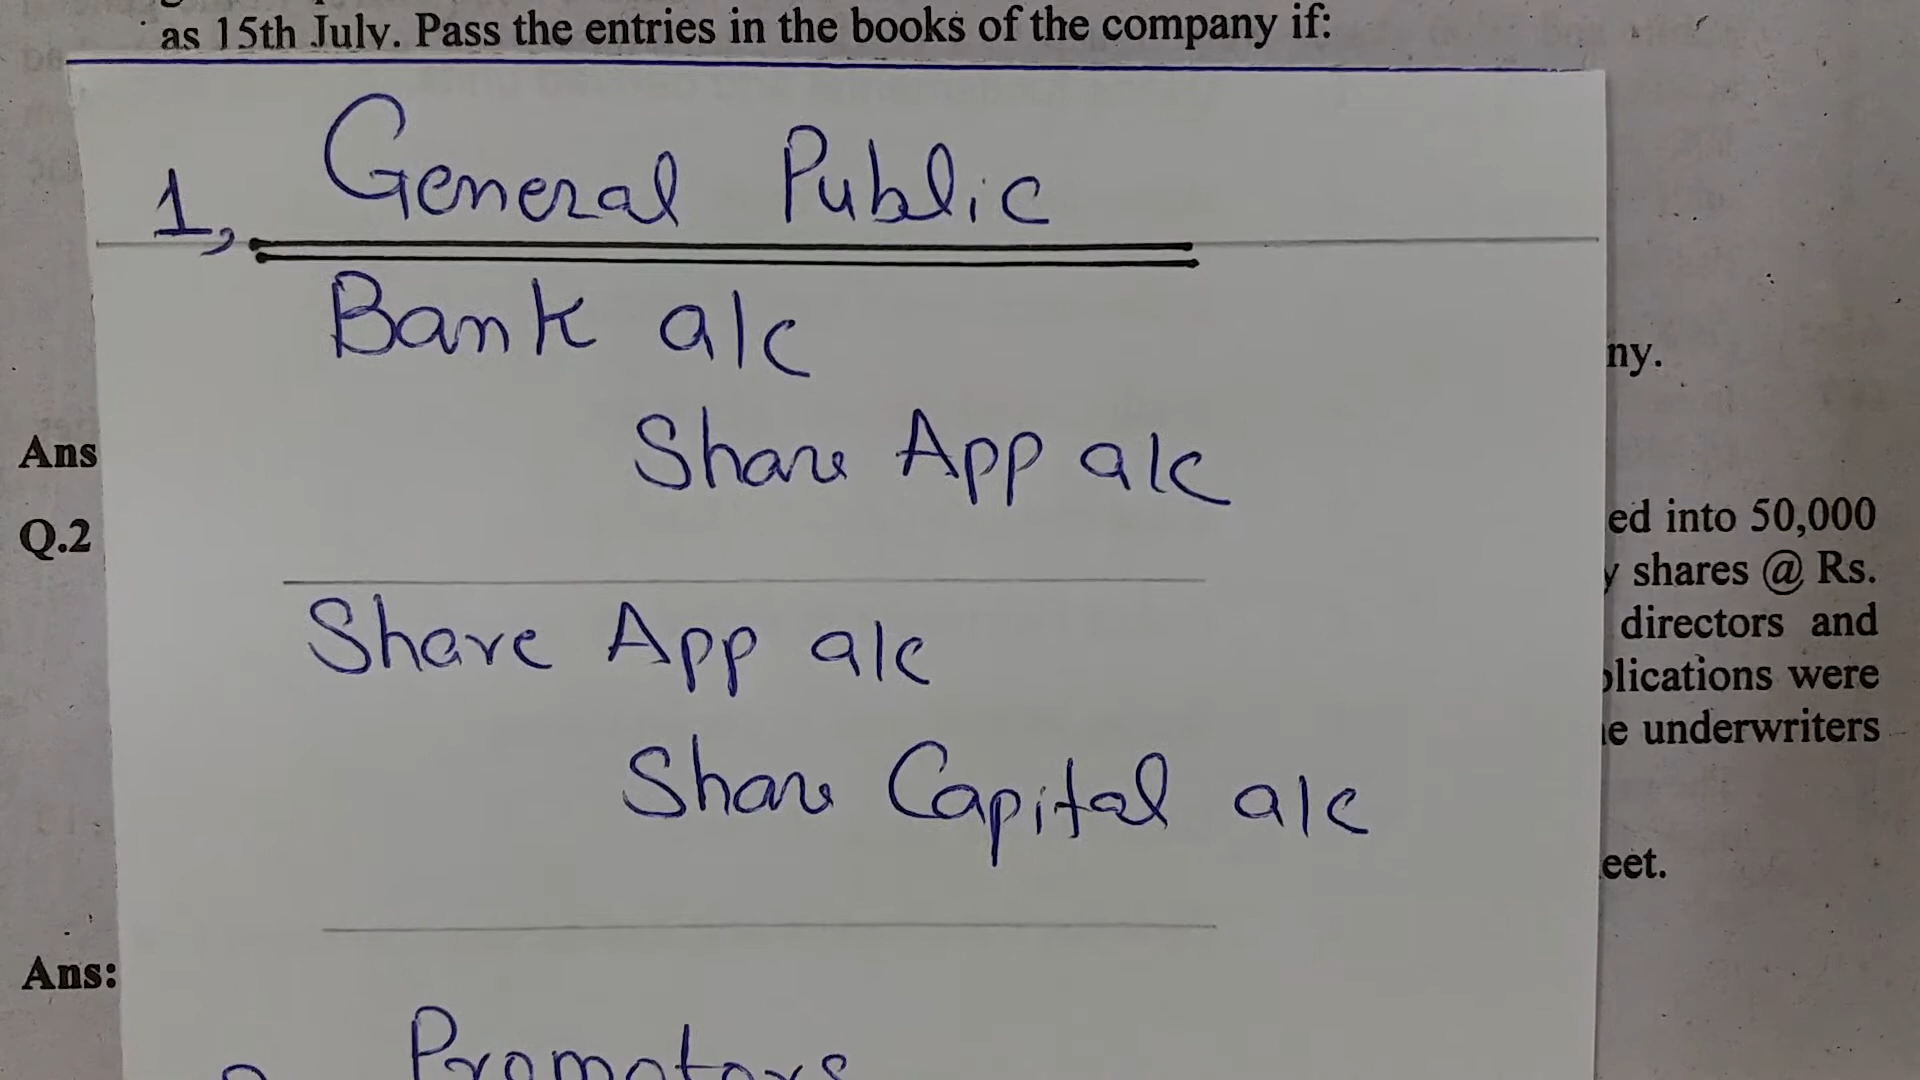 as 15th July. Pass the entries in the books of the company if:
1, General Public
Bank a/c
Share App a/c
Share App a/c
Share Capital a/c
Promotors
ny.
Ans
Q.2
ed into 50,000
y shares @ Rs.
directors and
lications were
e underwriters
eet.
Ans: